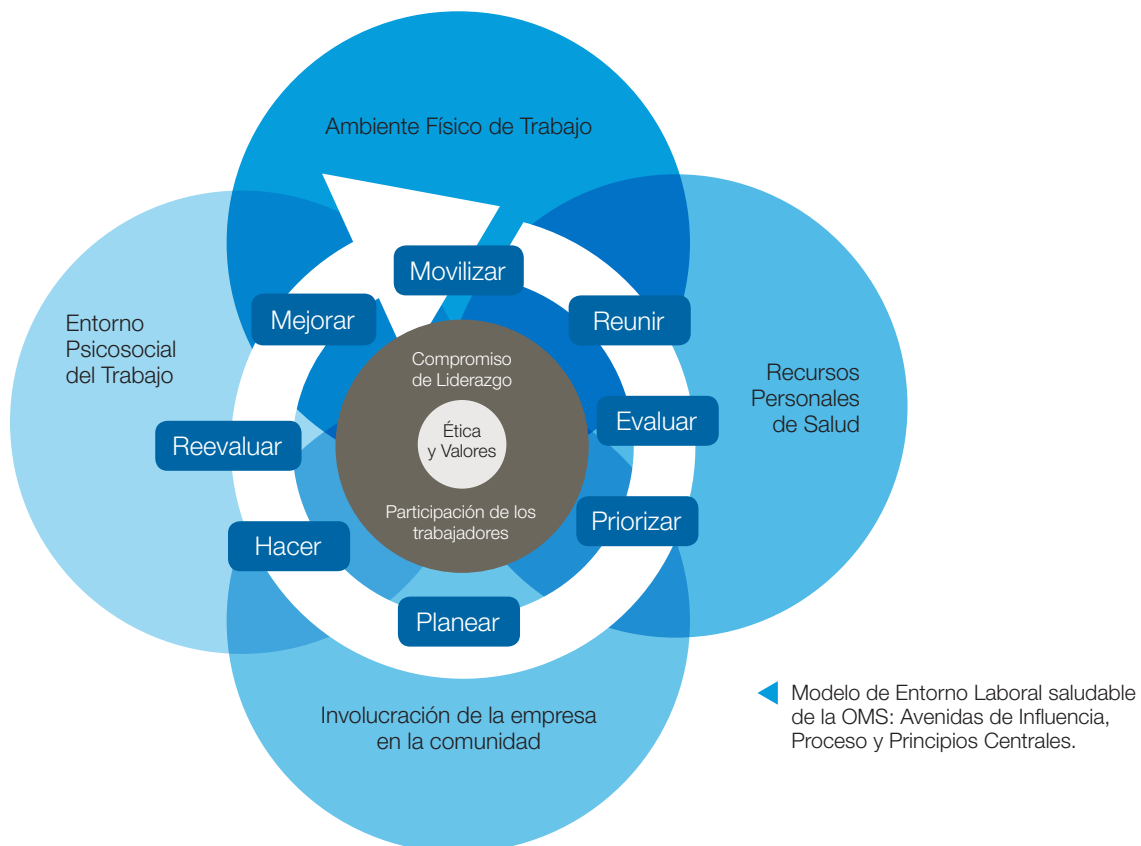 Ambiente Físico de Trabajo
Movilizar
Mejorar
Reunir
Entorno
Psicosocial
del Trabajo
Compromiso
de Liderazgo
Recursos
Personales
de Salud
Evaluar
Reevaluar
Ética
y Valores
Participación de los
trabajadores
Priorizar
Hacer
Planear
Involucración de la empresa
en la comunidad
Modelo de Entorno Laboral saludable
de la OMS: Avenidas de Influencia,
Proceso y Principios Centrales.